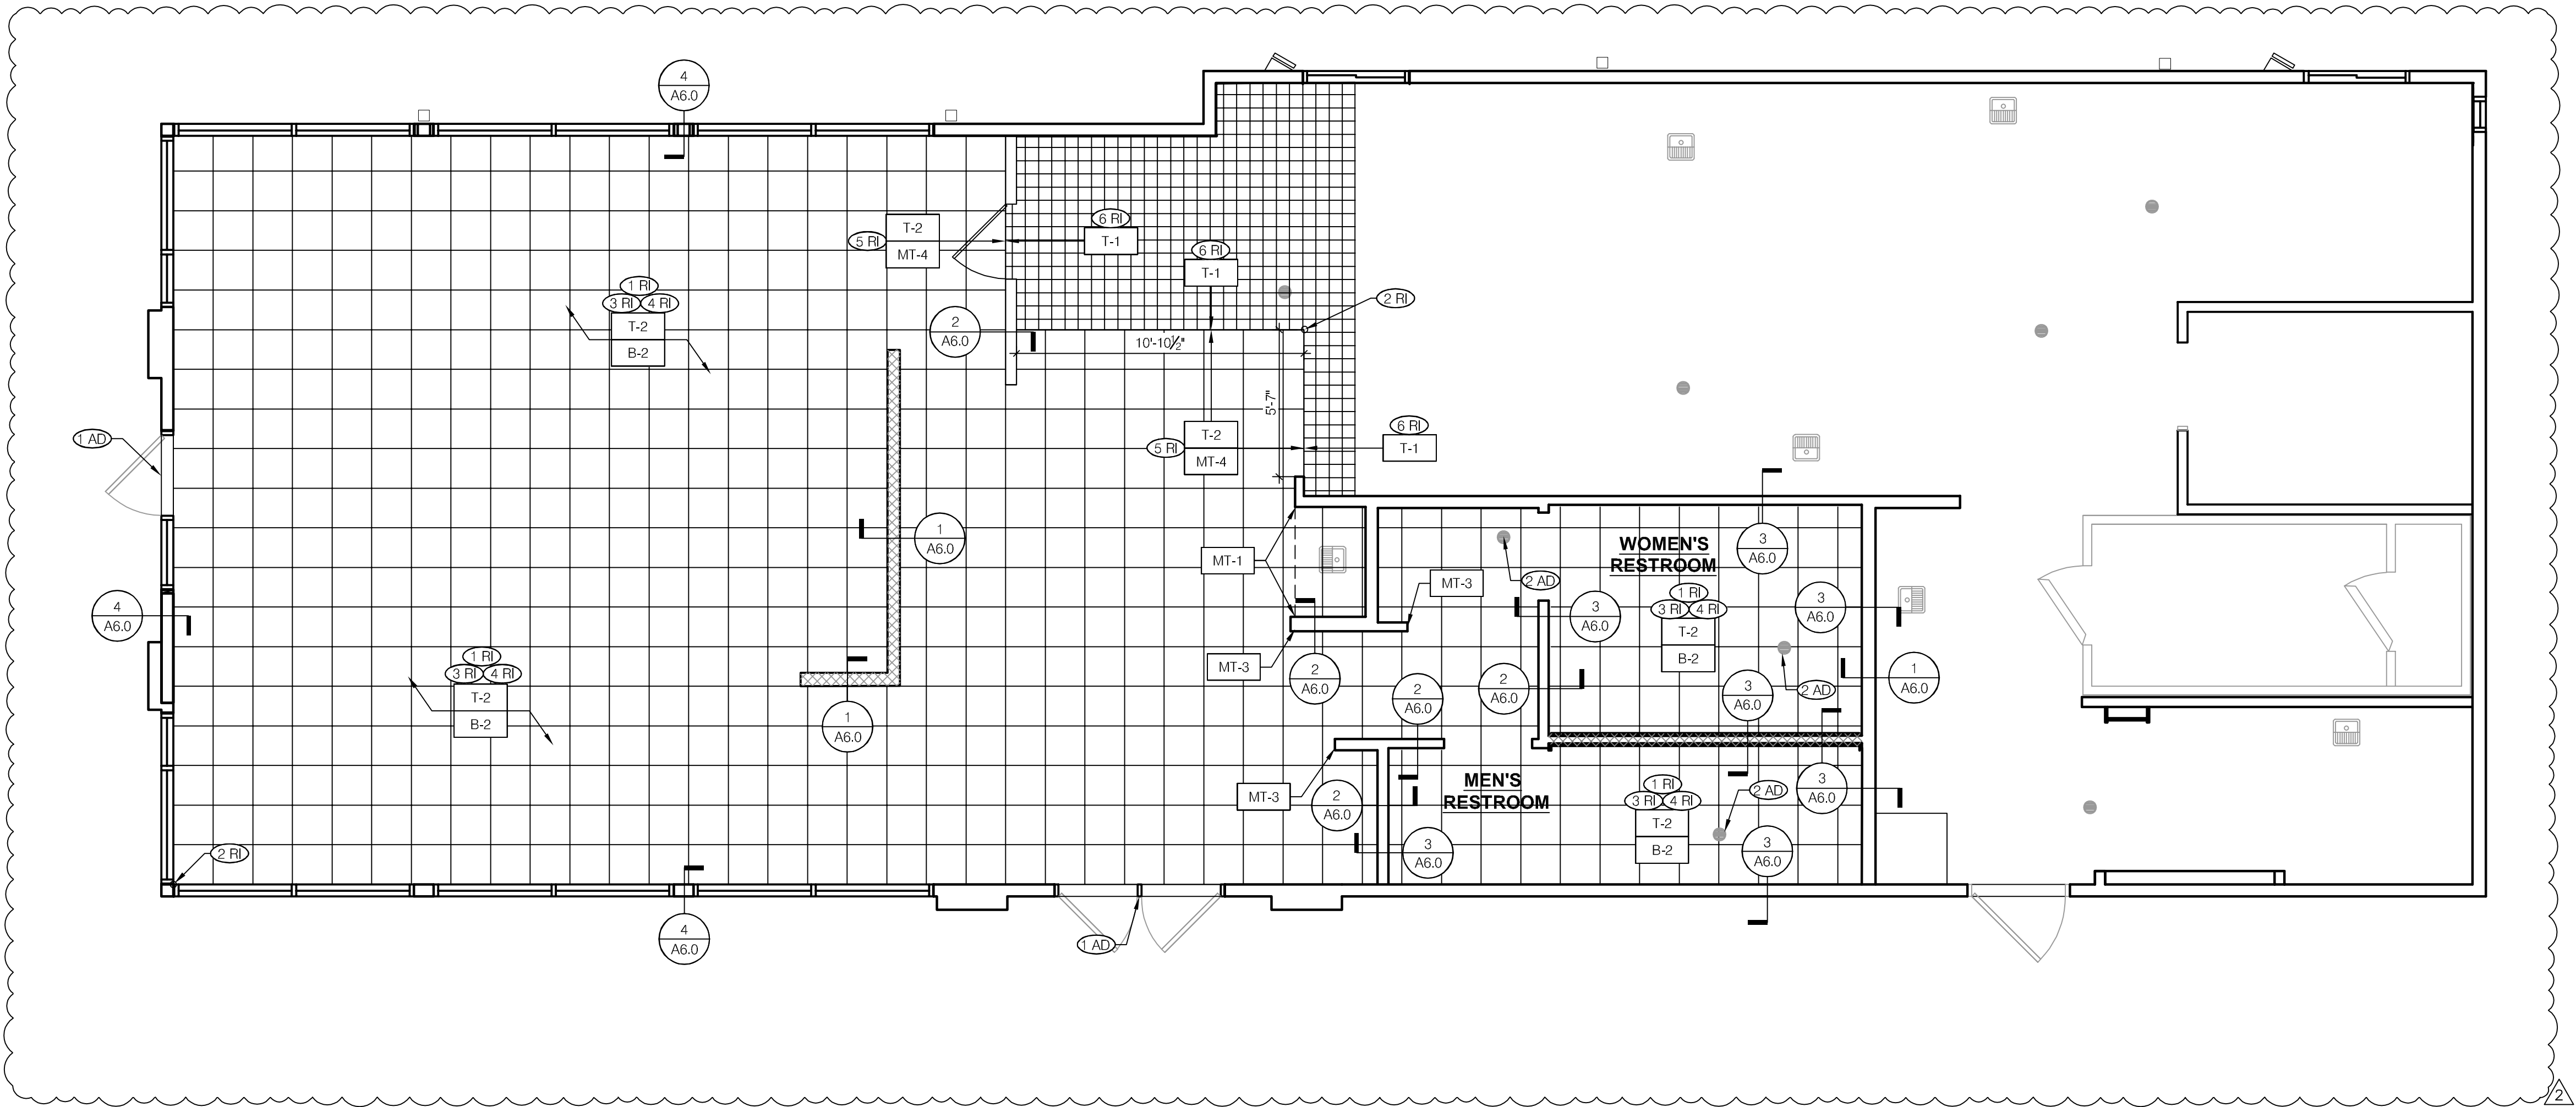 4
A6.0
T-2
5 RI
MT-4
6 RI
T-1
6 RI
T-1
1 RI
3 RI 4 RI
T-2
B-2
2 RI
2
A6.0
10'-10½"
5'-7"
1 AD
6 RI
T-1
T-2
5 RI
MT-4
1
A6.0
MT-1
MT-3
2 AD
WOMEN'S
RESTROOM
3
A6.0
1 RI
3 RI 4 RI
T-2
B-2
3
A6.0
3
A6.0
4
A6.0
1 RI
3 RI 4 RI
T-2
B-2
MT-3
2
A6.0
2
A6.0
2
A6.0
3
A6.0
2 AD
1
A6.0
1
A6.0
MT-3
2
A6.0
MEN'S
RESTROOM
1 RI
3 RI 4 RI
T-2
B-2
2 AD
3
A6.0
3
A6.0
3
A6.0
2 RI
4
A6.0
1 AD
2